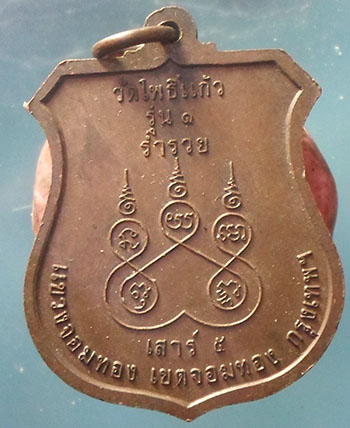 วัดโพธิแก้ว
รุ่น ๑
ร่ำรวย
เสาร์ ๕
แขวงจอมทอง เขตจอมทอง กรุงเทพฯ